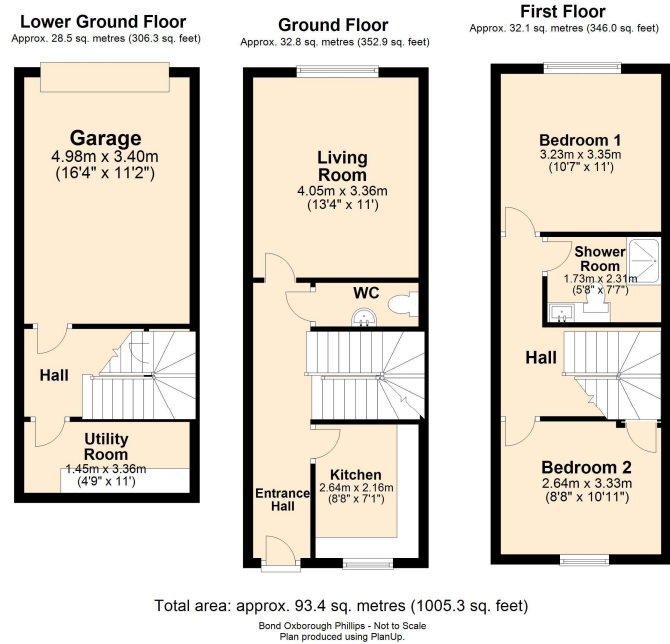 Lower Ground Floor
Approx. 28.5 sq. metres (306.3 sq. feet)
Garage
4.98m x 3.40m
(16'4" x 11'2")
Hall
Utility
Room
1.45m x 3.36m
(4'9" x 11')
Ground Floor
Approx. 32.8 sq. metres (352.9 sq. feet)
Living
Room
4.05m x 3.36m
(13'4" x 11')
WC
Kitchen
2.64m x 2.16m
(8'8" x 7'1")
Entrance
Hall
First Floor
Approx. 32.1 sq. metres (346.0 sq. feet)
Bedroom 1
3.23m x 3.35m
(10'7" x 11')
Shower
Room
1.73m x 2.31m
(5'8" x 7'7")
Hall
Bedroom 2
2.64m x 3.33m
(8'8" x 10'11")
Total area: approx. 93.4 sq. metres (1005.3 sq. feet)
Bond Oxborough Phillips - Not to Scale
Plan produced using PlanUp.